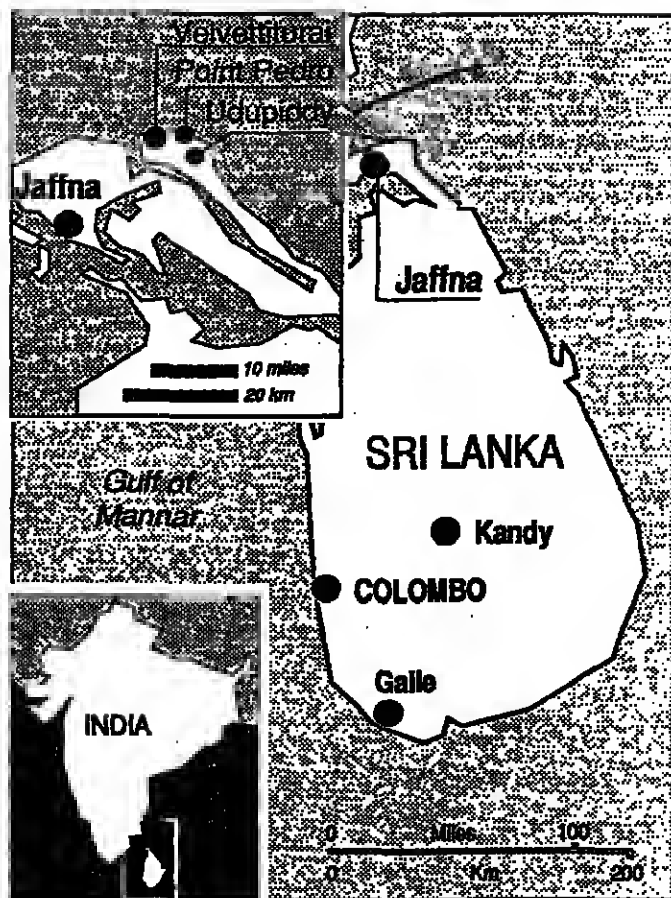 Velvettiturai
Point Pedro
Udupiddy
Jaffna
10 miles
20 km
Jaffna
SRI LANKA
Gulf of
Mannar
Kandy
COLOMBO
Galle
INDIA
0 Miles 100
0 Km 200